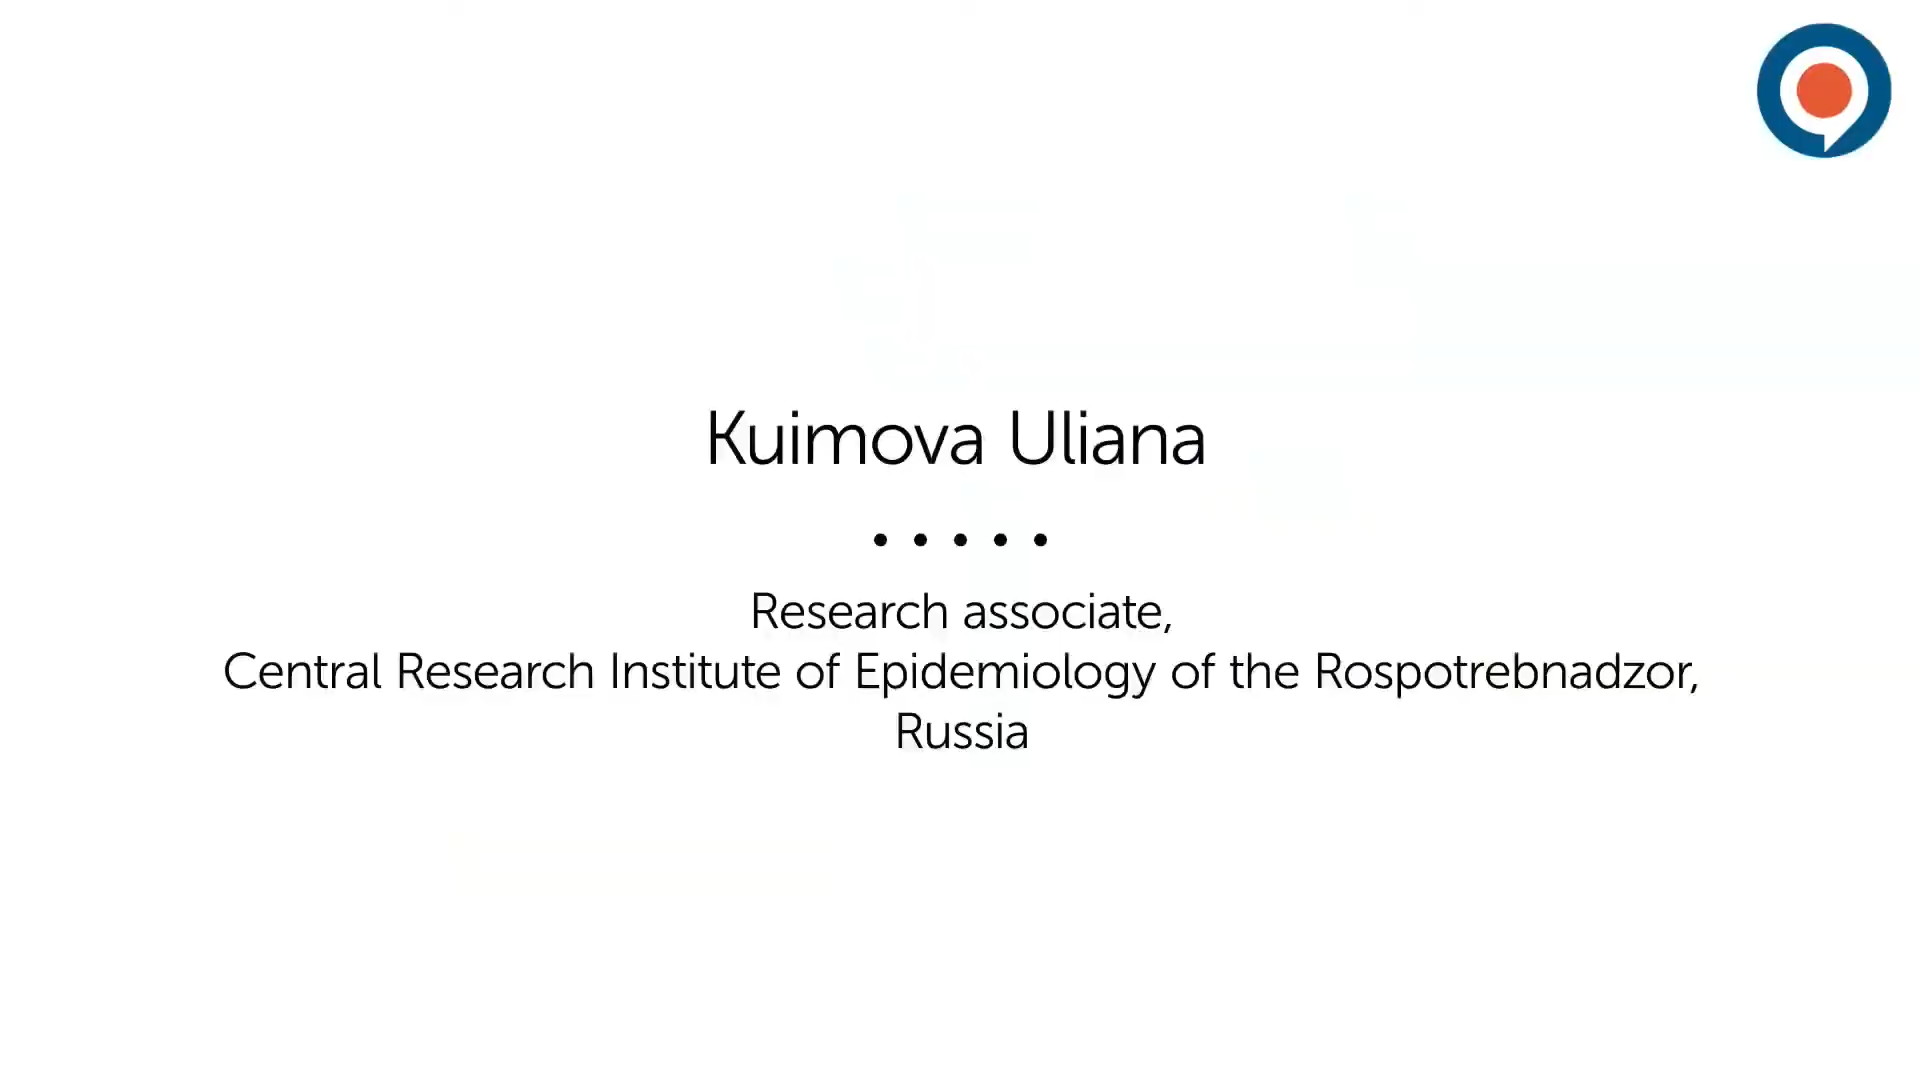 Kuimova Uliana
Research associate,
Central Research Institute of Epidemiology of the Rospotrebnadzor,
Russia